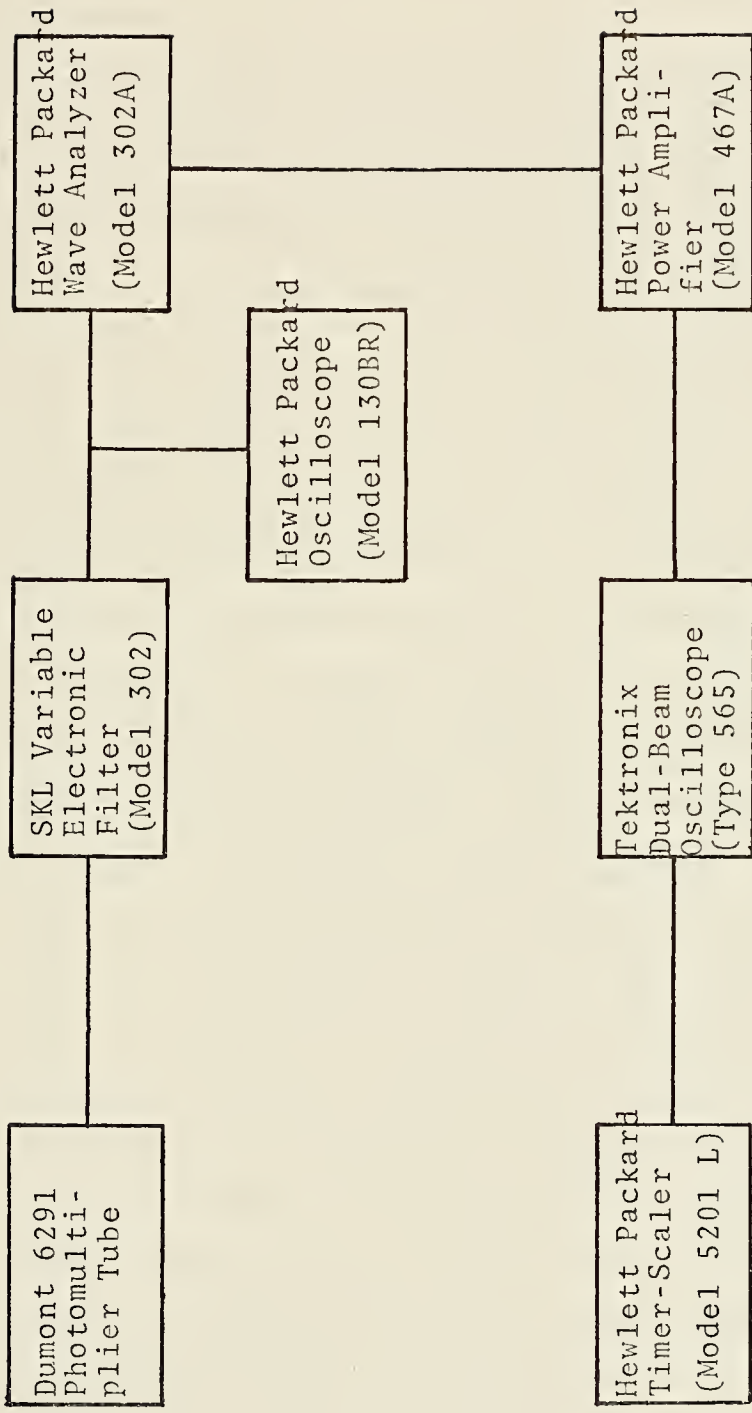 Dumont 6291
Photomulti-
plier Tube
SKL Variable
Electronic
Filter
(Model 302)
Hewlett Packard
Wave Analyzer
(Model 302A)
Hewlett Packard
Oscilloscope
(Model 130BR)
Hewlett Packard
Timer-Scaler
(Model 5201 L)
Tektronix
Dual-Beam
Oscilloscope
(Type 565)
Hewlett Packard
Power Ampli-
fier
(Model 467A)